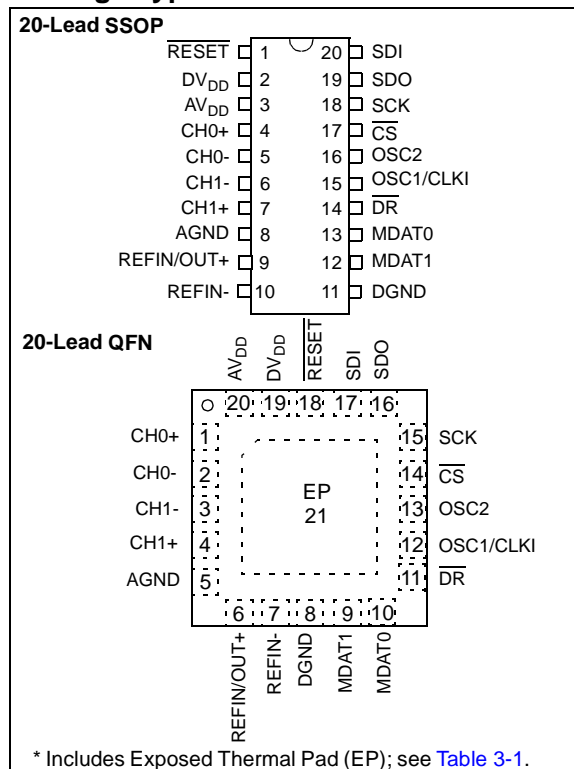 20-Lead SSOP
RESET 1 20 SDI
DVDD 2 19 SDO
AVDD 3 18 SCK
CH0+ 4 17 CS
CH0- 5 16 OSC2
CH1- 6 15 OSC1/CLKI
CH1+ 7 14 DR
AGND 8 13 MDAT0
REFIN/OUT+ 9 12 MDAT1
REFIN- 10 11 DGND
20-Lead QFN
AVDD DVDD RESET SDI SDO
20 19 18 17 16
CH0+ 1 15 SCK
CH0- 2 14 CS
CH1- 3 13 OSC2
CH1+ 4 12 OSC1/CLKI
AGND 5 11 DR
EP
21
6 7 8 9 10
REFIN/OUT+ REFIN- DGND MDAT1 MDAT0
* Includes Exposed Thermal Pad (EP); see Table 3-1.